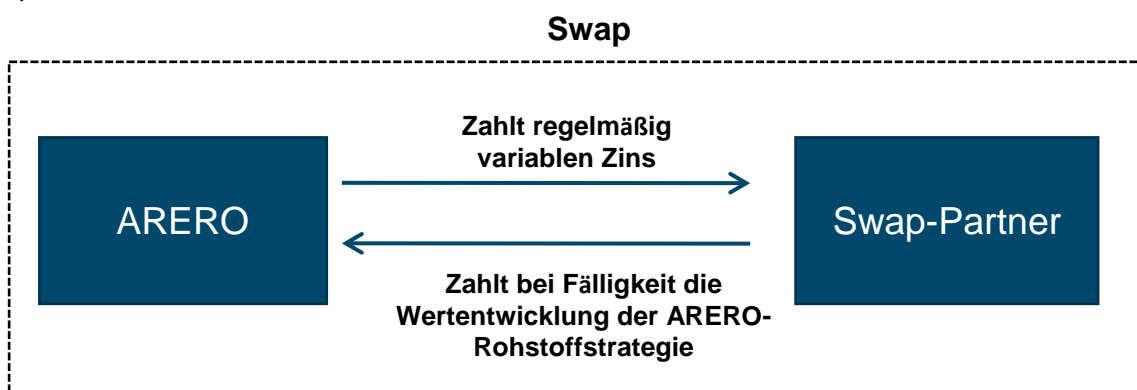 Swap
Zahlt regelmäßig
variablen Zins
ARERO
Swap-Partner
Zahlt bei Fälligkeit die
Wertentwicklung der ARERO-
Rohstoffstrategie